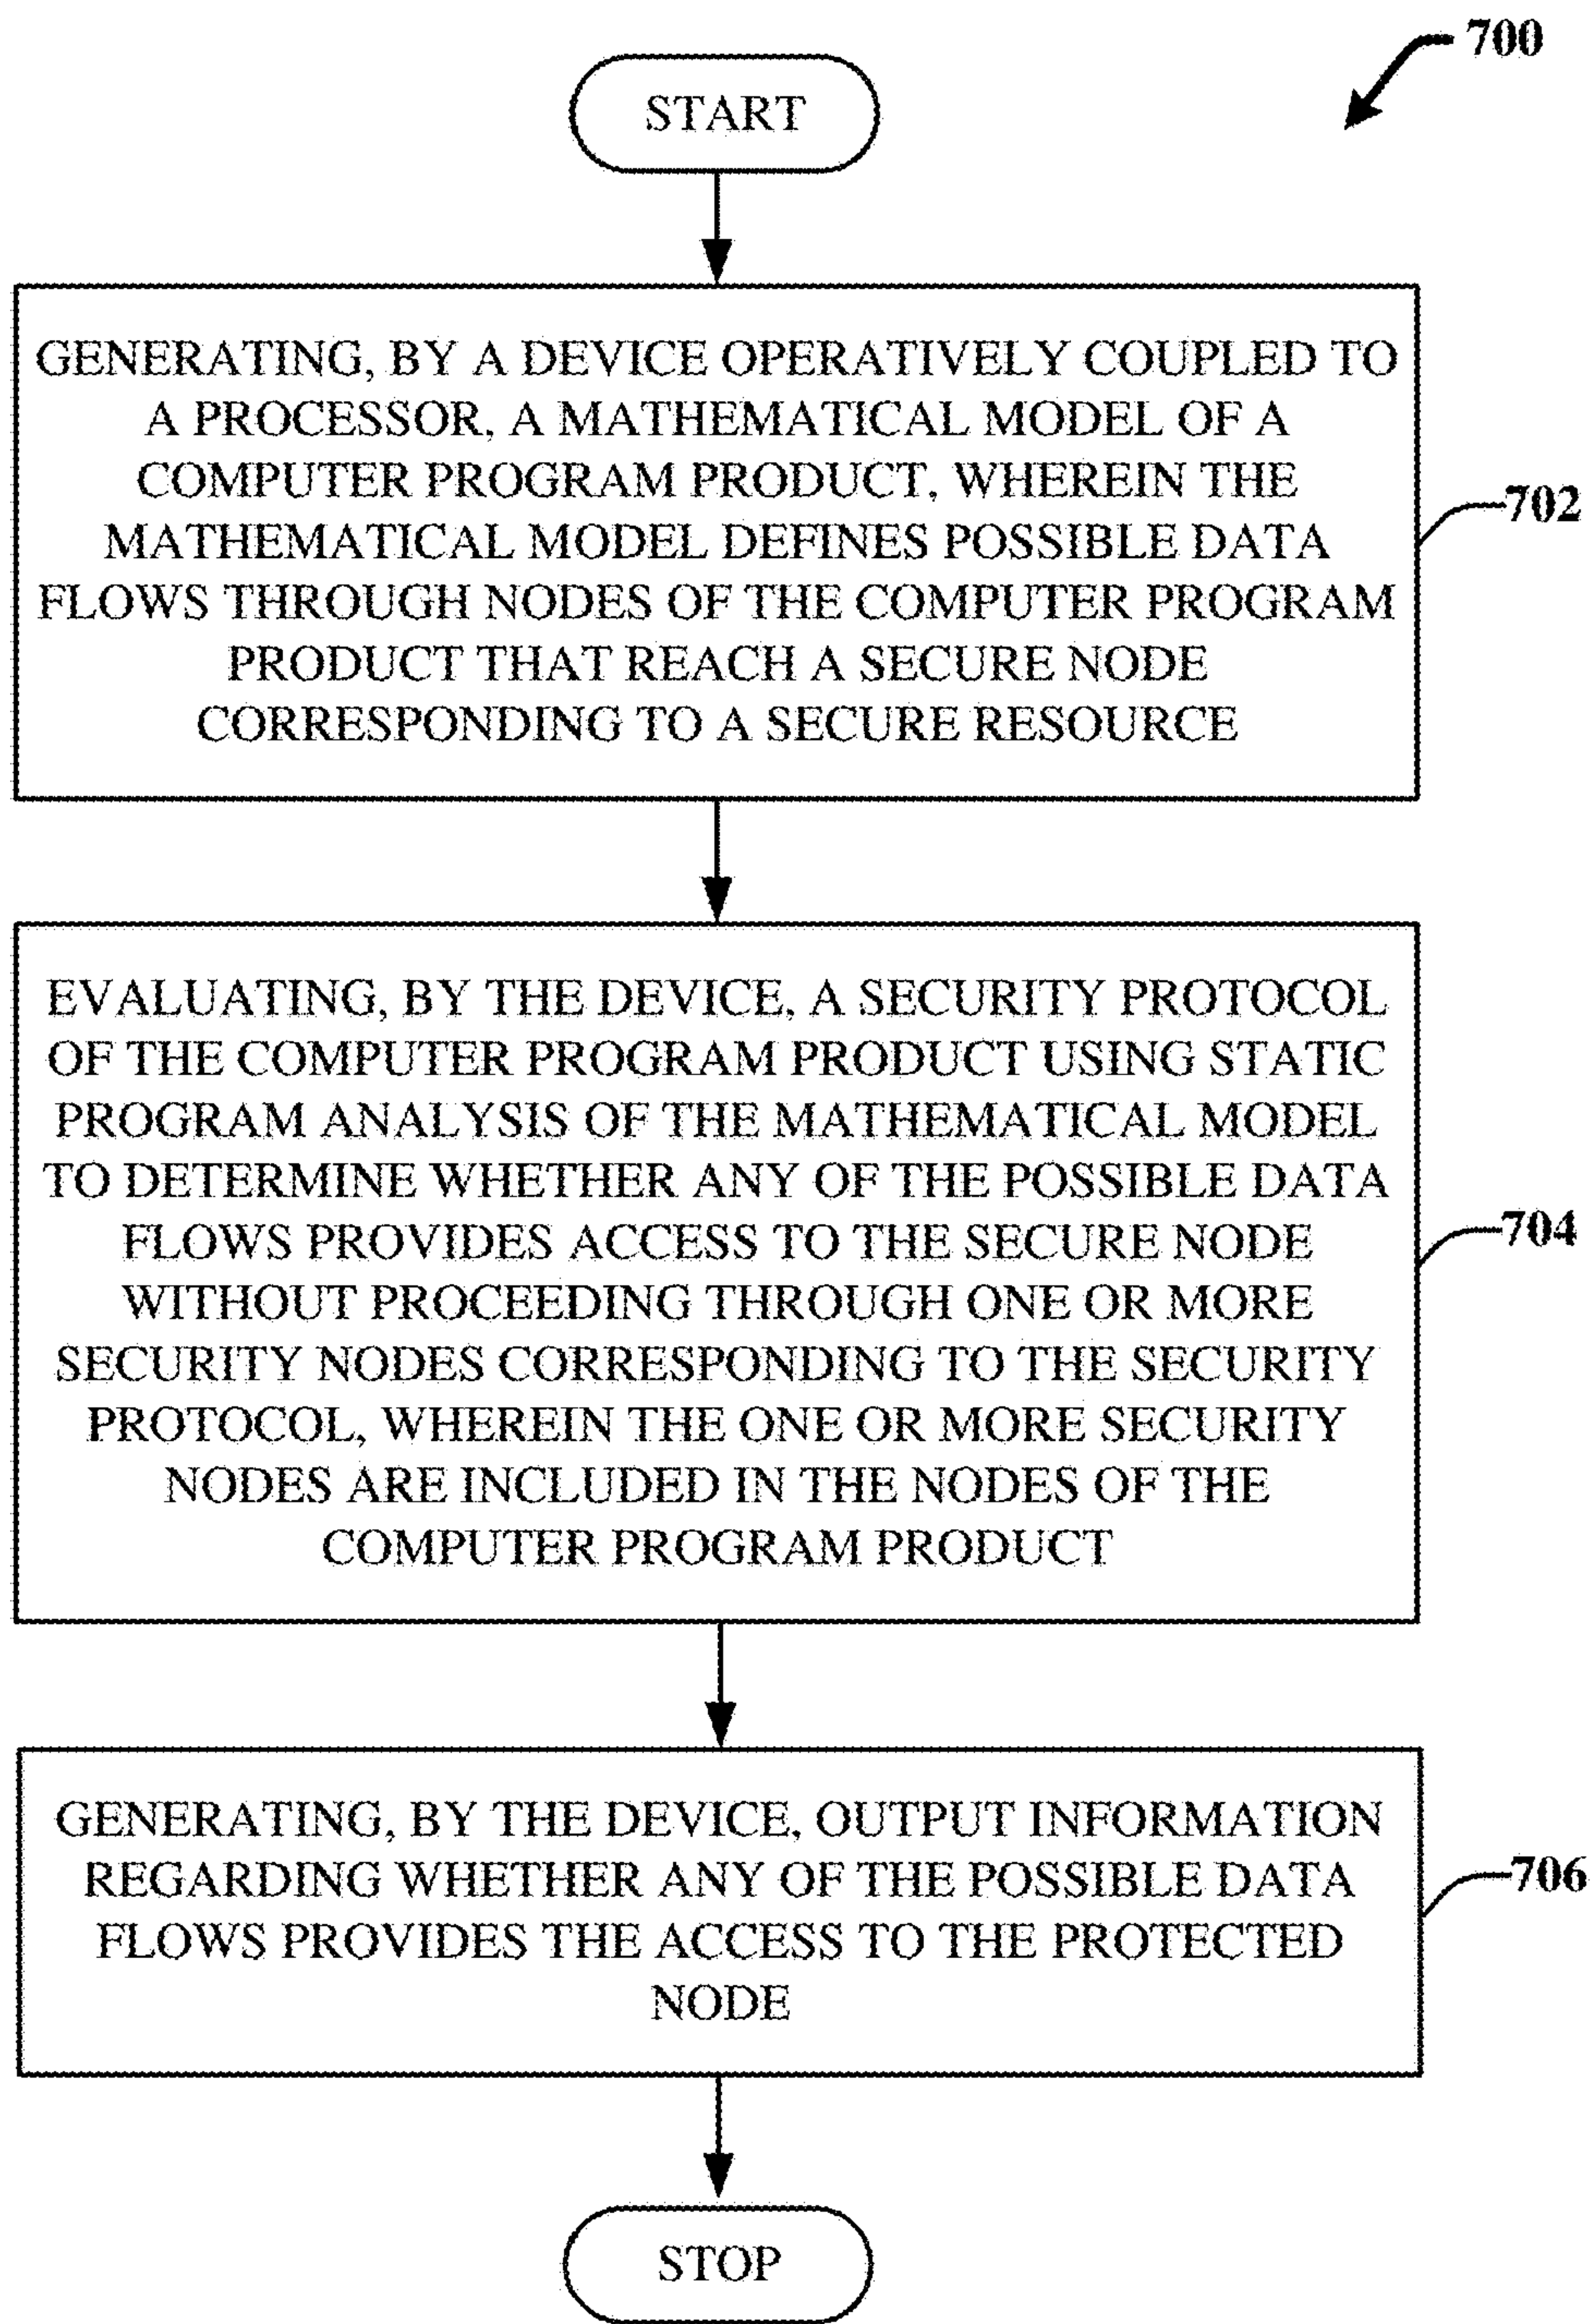 700
START
GENERATING, BY A DEVICE OPERATIVELY COUPLED TO
A PROCESSOR, A MATHEMATICAL MODEL OF A
COMPUTER PROGRAM PRODUCT, WHEREIN THE
MATHEMATICAL MODEL DEFINES POSSIBLE DATA
FLOWS THROUGH NODES OF THE COMPUTER PROGRAM
PRODUCT THAT REACH A SECURE NODE
CORRESPONDING TO A SECURE RESOURCE
702
EVALUATING, BY THE DEVICE, A SECURITY PROTOCOL
OF THE COMPUTER PROGRAM PRODUCT USING STATIC
PROGRAM ANALYSIS OF THE MATHEMATICAL MODEL
TO DETERMINE WHETHER ANY OF THE POSSIBLE DATA
FLOWS PROVIDES ACCESS TO THE SECURE NODE
WITHOUT PROCEEDING THROUGH ONE OR MORE
SECURITY NODES CORRESPONDING TO THE SECURITY
PROTOCOL, WHEREIN THE ONE OR MORE SECURITY
NODES ARE INCLUDED IN THE NODES OF THE
COMPUTER PROGRAM PRODUCT
704
GENERATING, BY THE DEVICE, OUTPUT INFORMATION
REGARDING WHETHER ANY OF THE POSSIBLE DATA
FLOWS PROVIDES THE ACCESS TO THE PROTECTED
NODE
706
STOP